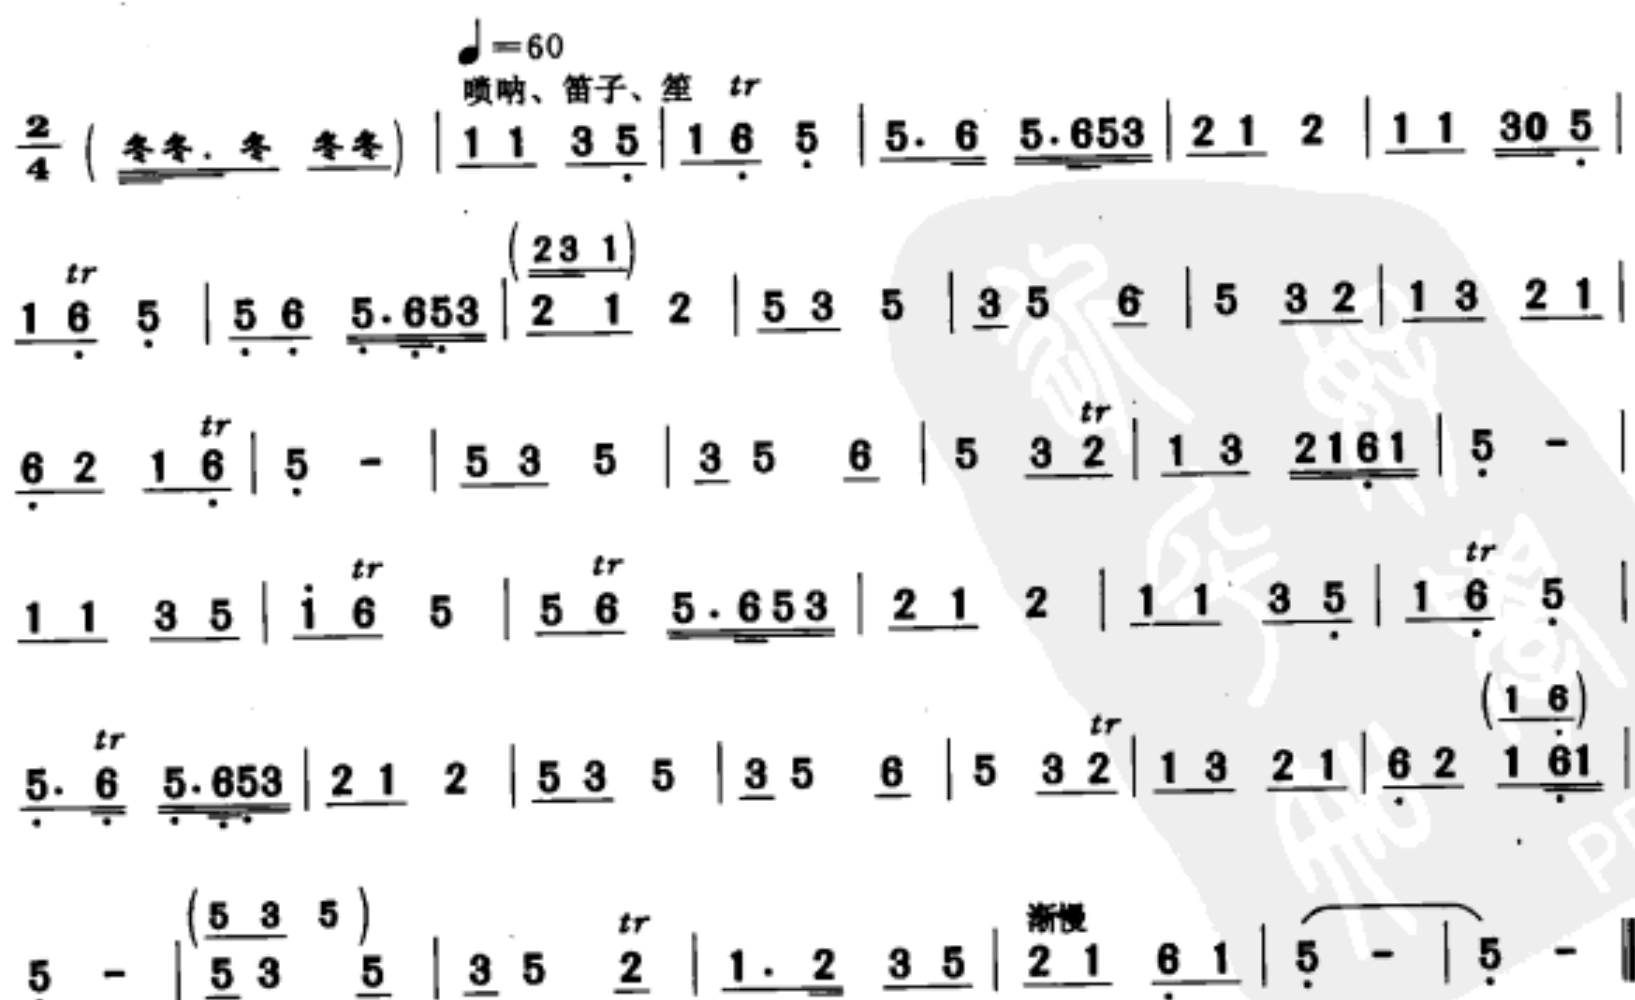 ♩=60
唢呐、笛子、笙 tr
2/4 ( 冬冬. 冬 冬冬 ) | 1 1 3 5 | 1 6 5 | 5. 6 5.653 | 2 1 2 | 1 1 30 5 |
tr ( 23 1 )
1 6 5 | 5 6 5.653 | 2 1 2 | 5 3 5 | 3 5 6 | 5 3 2 | 1 3 2 1 |
tr tr
6 2 1 6 | 5 - | 5 3 5 | 3 5 6 | 5 3 2 | 1 3 2161 | 5 - |
tr tr tr
1 1 3 5 | i 6 5 | 5 6 5.653 | 2 1 2 | 1 1 3 5 | 1 6 5 |
tr tr ( 1 6 )
5. 6 5.653 | 2 1 2 | 5 3 5 | 3 5 6 | 5 3 2 | 1 3 2 1 | 6 2 1 61 |
( 5 3 5 ) tr 渐慢
5 - | 5 3 5 | 3 5 2 | 1. 2 3 5 | 2 1 6 1 | 5 - | 5 - ‖